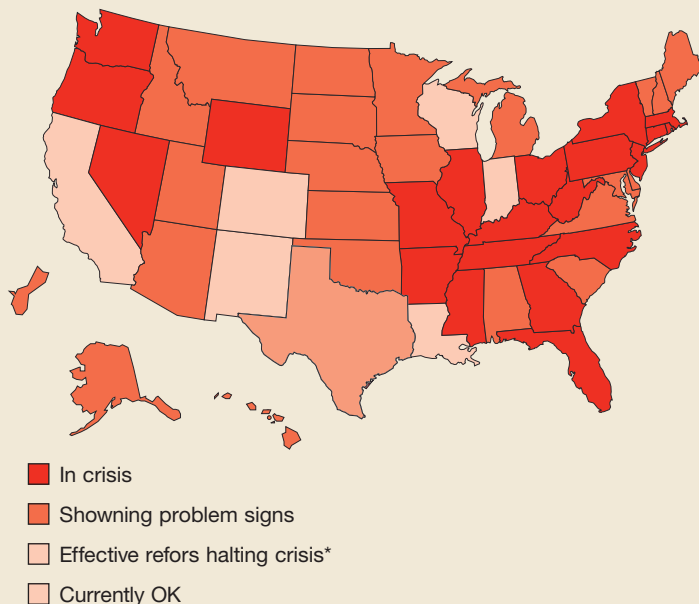 In crisis
Showning problem signs
Effective refors halting crisis*
Currently OK